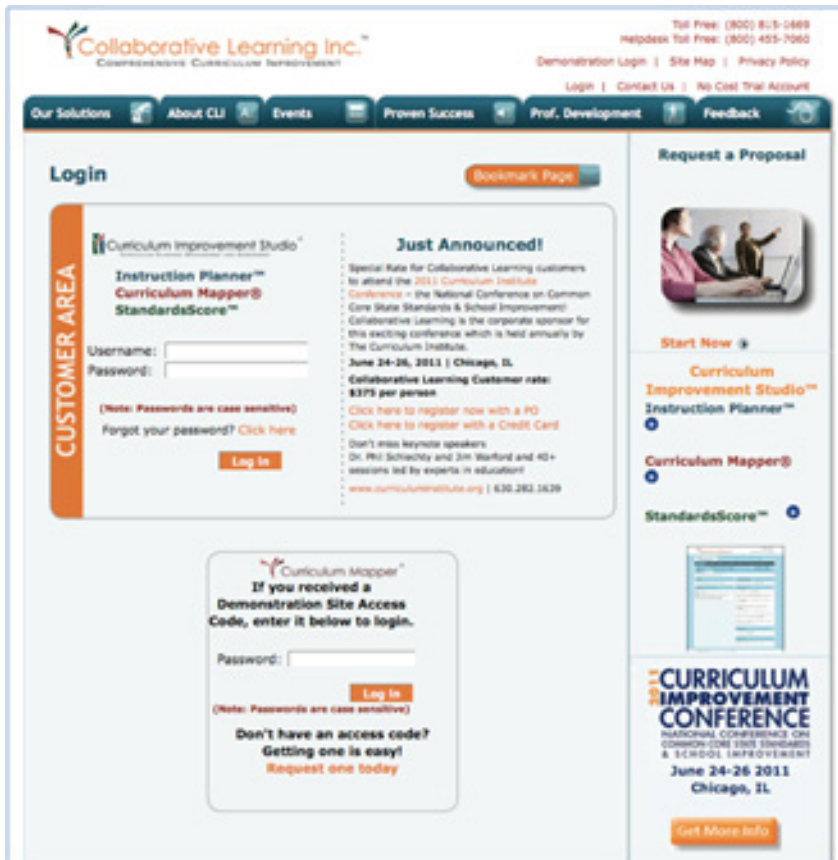 Collaborative Learning Inc.™
COMPREHENSIVE CURRICULUM IMPROVEMENT
Toll Free: (800) 815-1669
Helpdesk Toll Free: (800) 455-7060
Demonstration Login | Site Map | Privacy Policy
Login | Contact Us | No Cost Trial Account
Our Solutions About CLI Events Proven Success Prof. Development Feedback
Login
Bookmark Page
CUSTOMER AREA
Curriculum Improvement Studio™
Instruction Planner™
Curriculum Mapper®
StandardsScore™
Username:
Password:
(Note: Passwords are case sensitive)
Forgot your password? Click here
Log In
Just Announced!
Special Rate for Collaborative Learning customers
to attend the 2011 Curriculum Institute
Conference - the National Conference on Common
Core State Standards & School Improvement!
Collaborative Learning is the corporate sponsor for
this exciting conference which is held annually by
The Curriculum Institute.
June 24-26, 2011 | Chicago, IL
Collaborative Learning Customer rate:
$375 per person
Click here to register now with a PO
Click here to register with a Credit Card
Don't miss keynote speakers
Dr. Phil Schlechty and Jim Warford and 40+
sessions led by experts in education!
www.curriculuminstitute.org | 630.282.1639
Curriculum Mapper®
If you received a
Demonstration Site Access
Code, enter it below to login.
Password:
Log In
(Note: Passwords are case sensitive)
Don't have an access code?
Getting one is easy!
Request one today
Request a Proposal
Start Now
Curriculum
Improvement Studio™
Instruction Planner™
Curriculum Mapper®
StandardsScore™
2011
CURRICULUM
IMPROVEMENT
CONFERENCE
NATIONAL CONFERENCE ON
COMMON CORE STATE STANDARDS
& SCHOOL IMPROVEMENT
June 24-26 2011
Chicago, IL
Get More Info